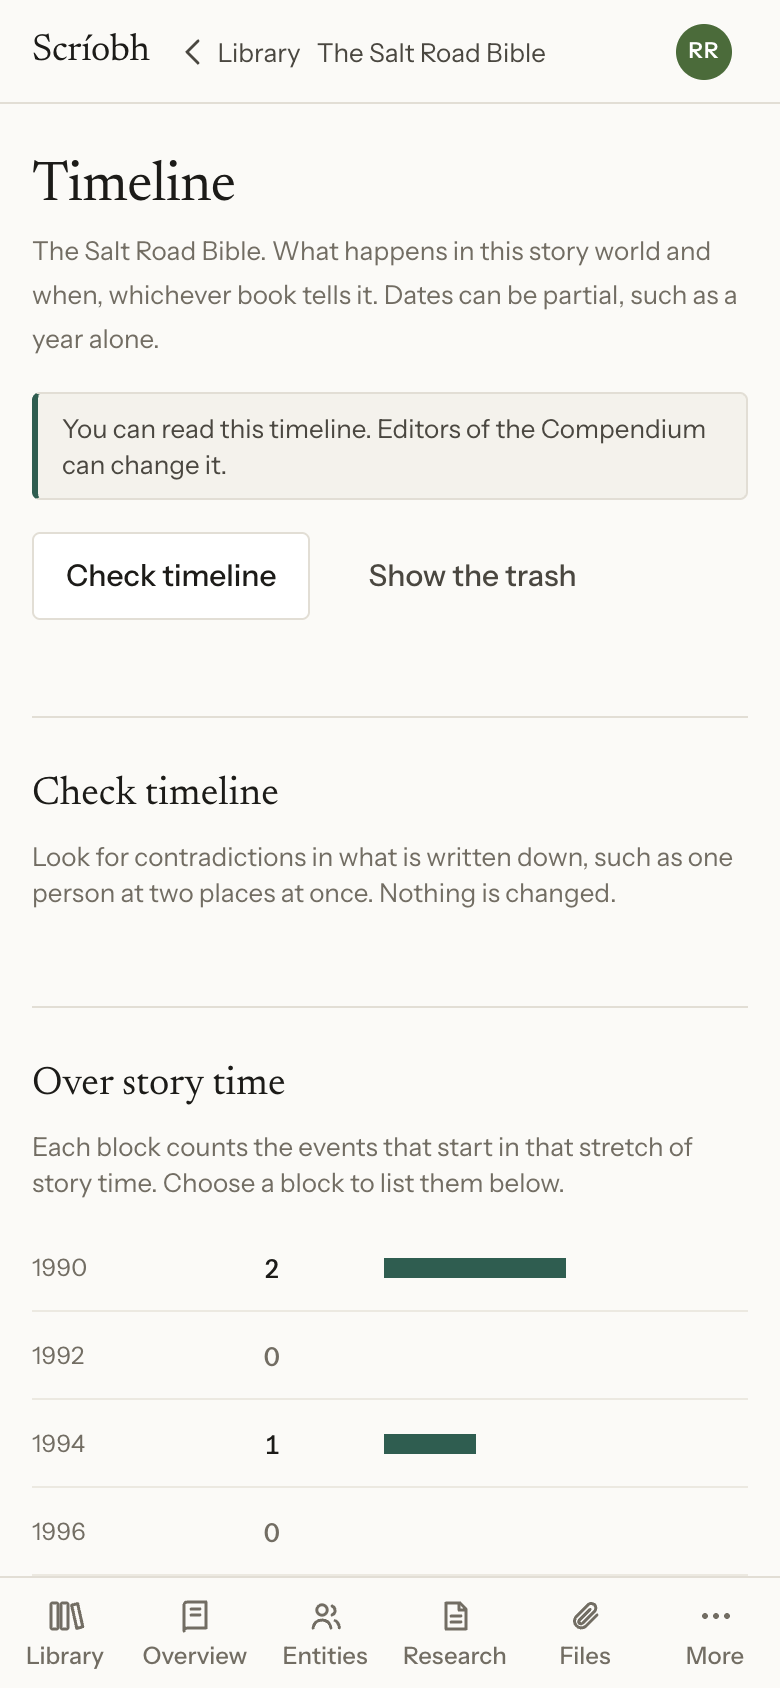 Scríobh
Library The Salt Road Bible
RR
Timeline
The Salt Road Bible. What happens in this story world and
when, whichever book tells it. Dates can be partial, such as a
year alone.
You can read this timeline. Editors of the Compendium
can change it.
Check timeline
Show the trash
Check timeline
Look for contradictions in what is written down, such as one
person at two places at once. Nothing is changed.
Over story time
Each block counts the events that start in that stretch of
story time. Choose a block to list them below.
1990 2
1992 0
1994 1
1996 0
Library Overview Entities Research Files More